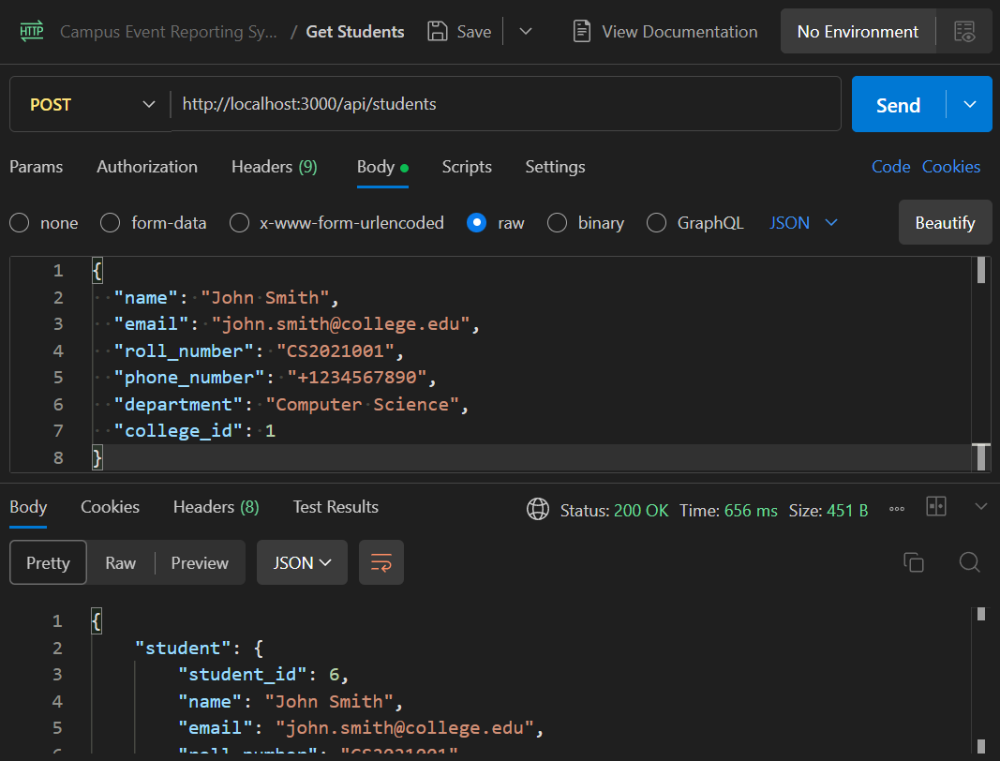 HTTP Campus Event Reporting Sy... / Get Students Save View Documentation No Environment
POST http://localhost:3000/api/students Send
Params Authorization Headers (9) Body Scripts Settings Code Cookies
none form-data x-www-form-urlencoded raw binary GraphQL JSON Beautify
1 {
2 "name": "John Smith",
3 "email": "john.smith@college.edu",
4 "roll_number": "CS2021001",
5 "phone_number": "+1234567890",
6 "department": "Computer Science",
7 "college_id": 1
8 }
Body Cookies Headers (8) Test Results Status: 200 OK Time: 656 ms Size: 451 B
Pretty Raw Preview JSON
1 {
2 "student": {
3 "student_id": 6,
4 "name": "John Smith",
5 "email": "john.smith@college.edu",
6 "roll_number": "CS2021001"